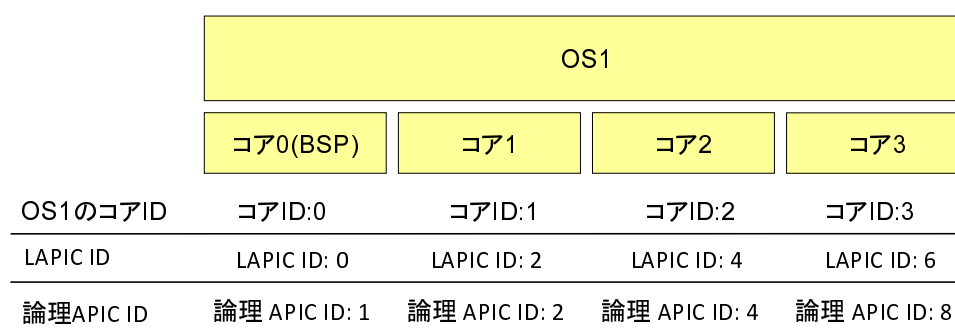 OS1
コア0(BSP) コア1 コア2 コア3
OS1のコアID コアID:0 コアID:1 コアID:2 コアID:3
LAPIC ID LAPIC ID: 0 LAPIC ID: 2 LAPIC ID: 4 LAPIC ID: 6
論理APIC ID 論理 APIC ID: 1 論理 APIC ID: 2 論理 APIC ID: 4 論理 APIC ID: 8